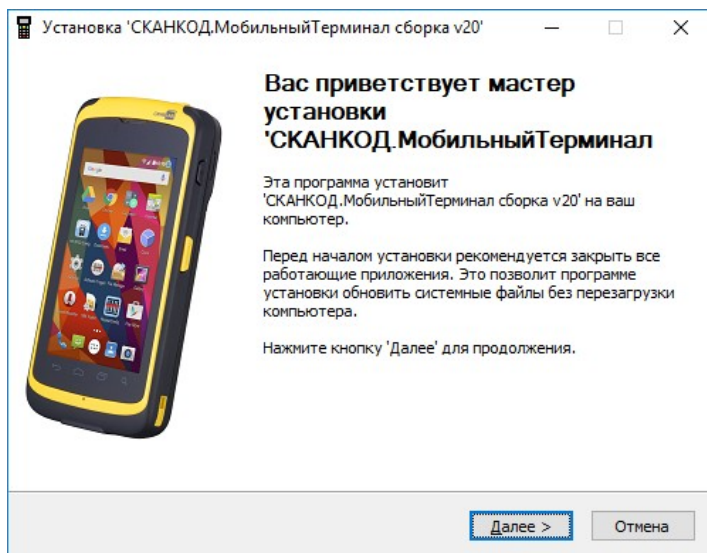 Установка 'СКАНКОД.МобильныйТерминал сборка v20'
Вас приветствует мастер
установки
'СКАНКОД.МобильныйТерминал
Эта программа установит
'СКАНКОД.МобильныйТерминал сборка v20' на ваш
компьютер.
Перед началом установки рекомендуется закрыть все
работающие приложения. Это позволит программе
установки обновить системные файлы без перезагрузки
компьютера.
Нажмите кнопку 'Далее' для продолжения.
Далее >
Отмена
Google